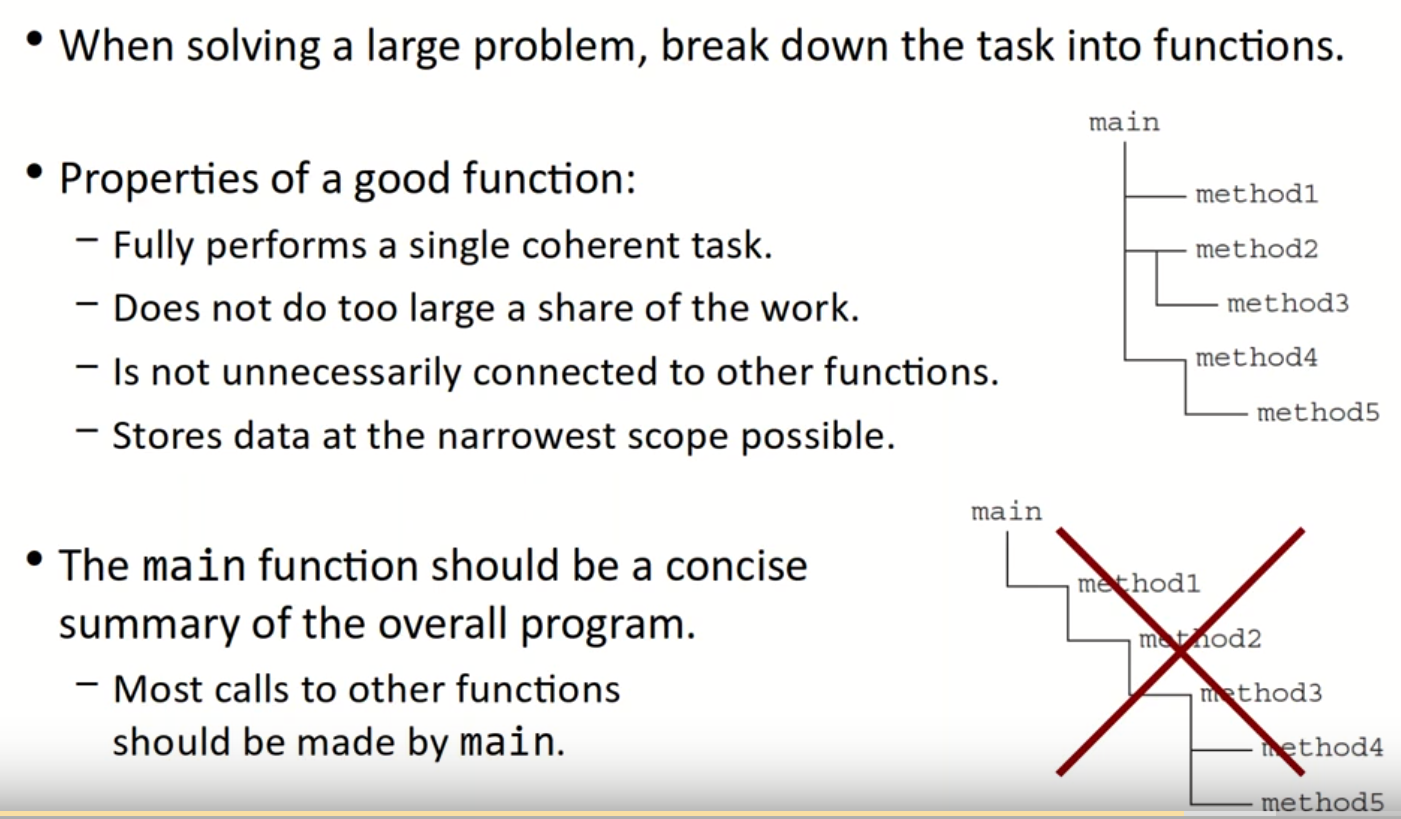 • When solving a large problem, break down the task into functions.
main
• Properties of a good function:
method1
– Fully performs a single coherent task.
method2
– Does not do too large a share of the work.
method3
– Is not unnecessarily connected to other functions.
method4
– Stores data at the narrowest scope possible.
method5
main
• The main function should be a concise
summary of the overall program.
method1
method2
– Most calls to other functions
should be made by main.
method3
method4
method5